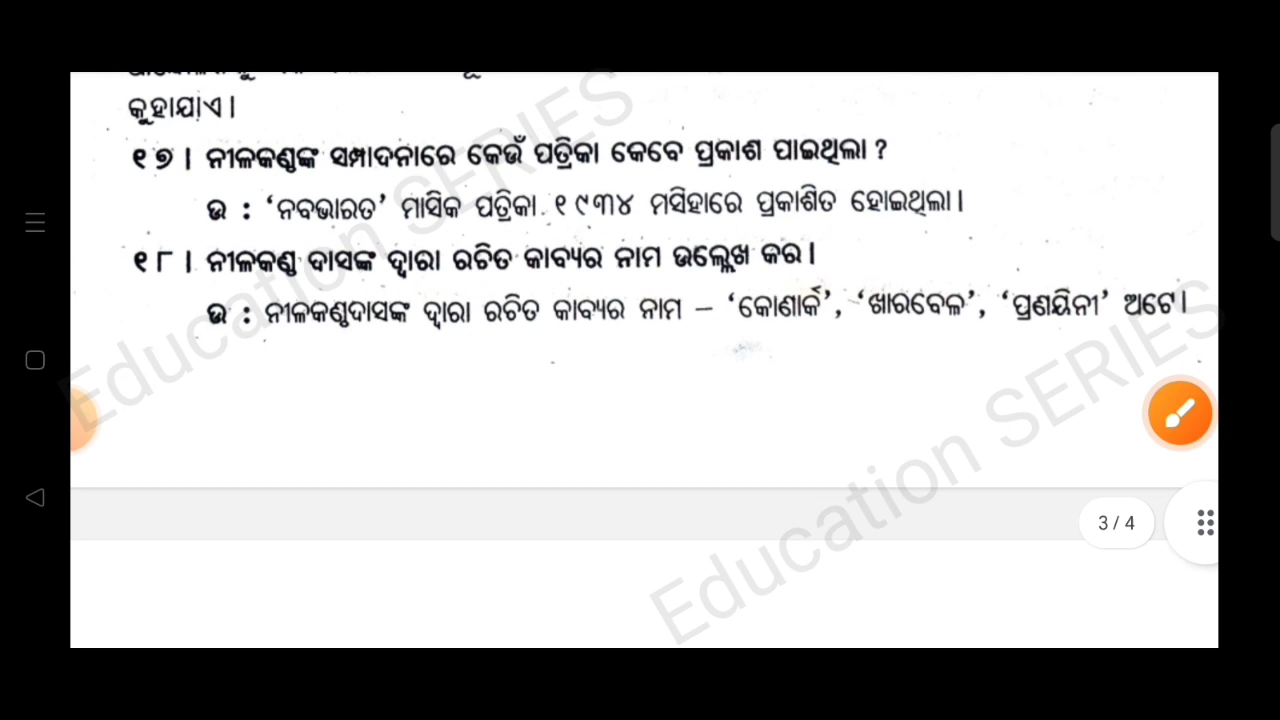 କୁହାଯାଏ।
୧୭। ନୀଳକଣ୍ଠଙ୍କ ସମ୍ପାଦନାରେ କେଉଁ ପତ୍ରିକା କେବେ ପ୍ରକାଶ ପାଇଥିଲା ?
ଉ : ‘ନବଭାରତ’ ମାସିକ ପତ୍ରିକା ୧୯୩୪ ମସିହାରେ ପ୍ରକାଶିତ ହୋଇଥିଲା।
୧୮। ନୀଳକଣ୍ଠ ଦାସଙ୍କ ଦ୍ୱାରା ରଚିତ କାବ୍ୟର ନାମ ଉଲ୍ଲେଖ କର।
ଉ : ନୀଳକଣ୍ଠଦାସଙ୍କ ଦ୍ୱାରା ରଚିତ କାବ୍ୟର ନାମ – ‘କୋଣାର୍କ’, ‘ଖାରବେଳ’, ‘ପ୍ରଣୟିନୀ’ ଅଟେ।
Education SERIES
Education SERIES
3 / 4